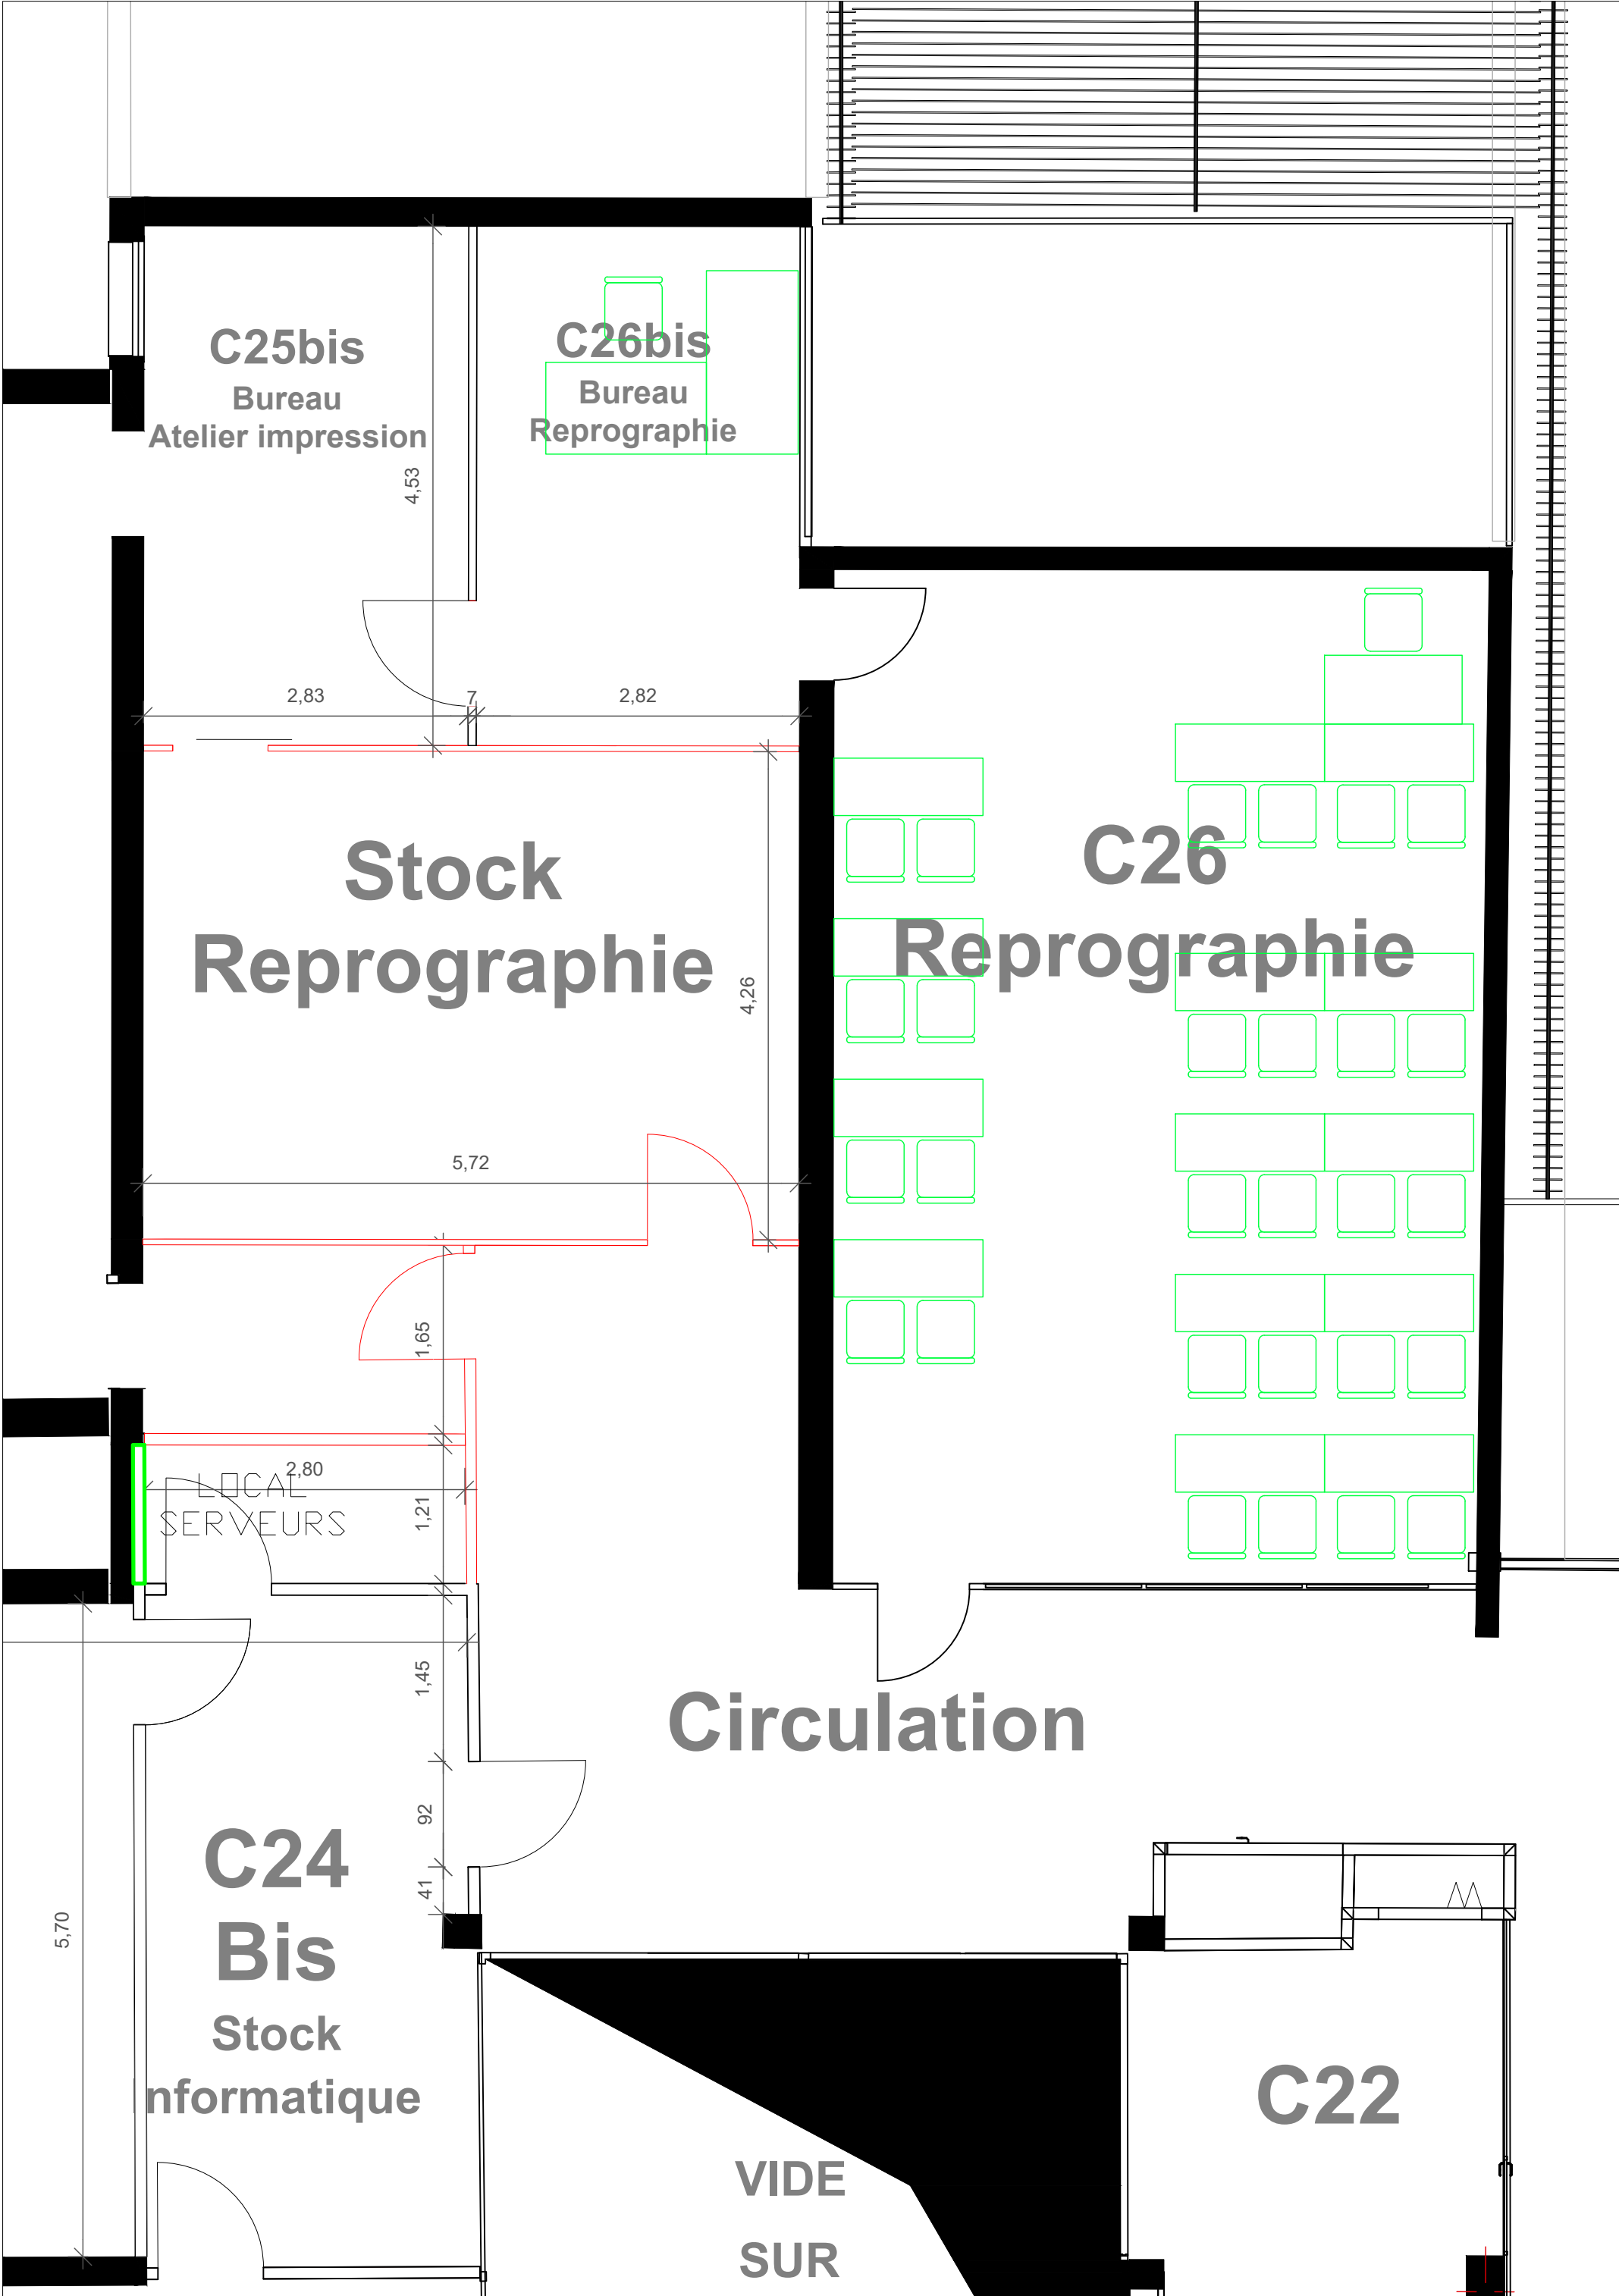 C25bis
Bureau
Atelier impression
C26bis
Bureau
Reprographie
4,53
2,83
7
2,82
Stock
Reprographie
4,26
C26
Reprographie
5,72
1,65
2,80
LOCAL
SERVEURS
1,21
1,45
Circulation
92
41
C24
Bis
Stock
Informatique
5,70
C22
VIDE
SUR